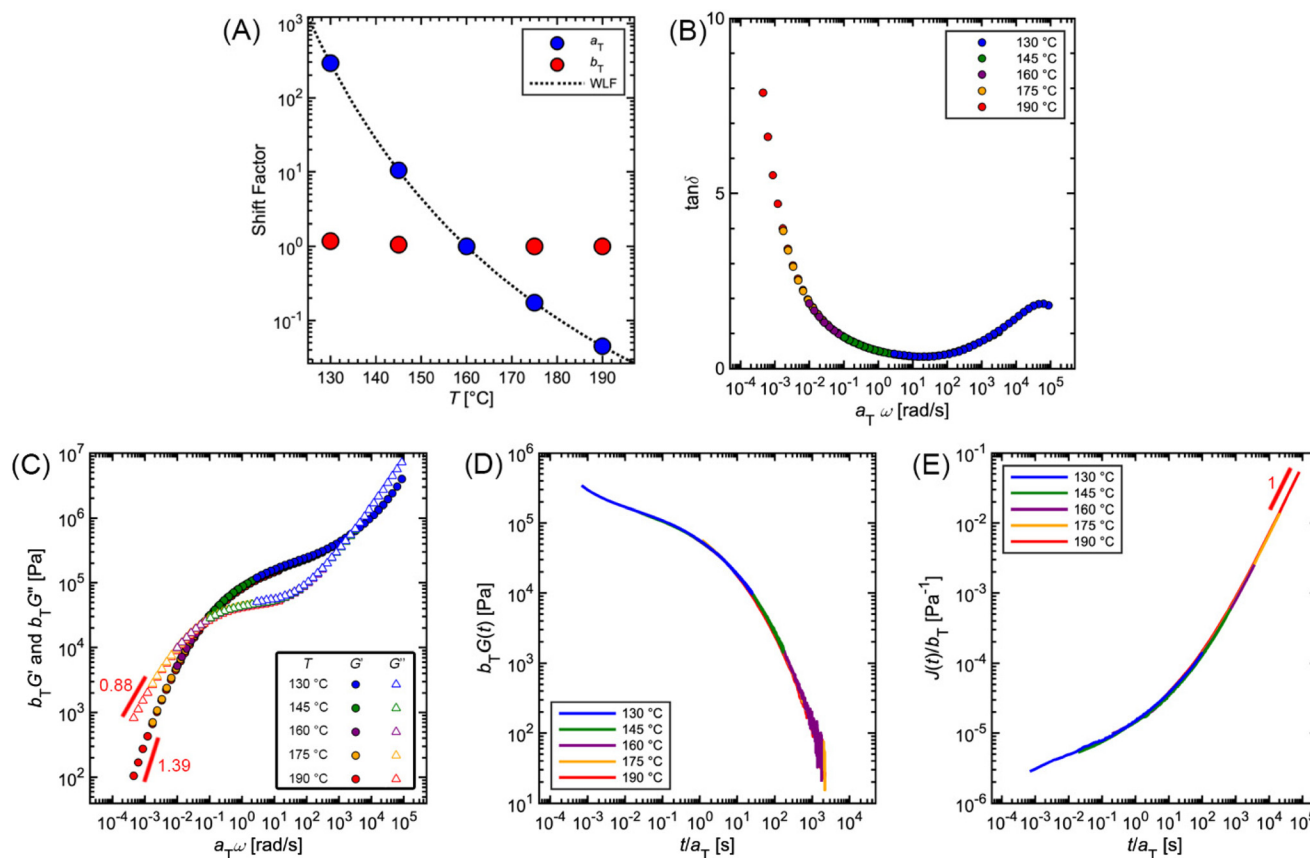 (A)
Shift Factor
10³
10²
10¹
10⁰
10⁻¹
a_T
b_T
WLF
130 140 150 160 170 180 190
T [°C]
(B)
tanδ
10
5
0
130 °C
145 °C
160 °C
175 °C
190 °C
10⁻⁴ 10⁻³ 10⁻² 10⁻¹ 10⁰ 10¹ 10² 10³ 10⁴ 10⁵
a_T ω [rad/s]
(C)
b_T G' and b_T G'' [Pa]
10⁷
10⁶
10⁵
10⁴
10³
10²
0.88
1.39
T G' G''
130 °C
145 °C
160 °C
175 °C
190 °C
10⁻⁴ 10⁻³ 10⁻² 10⁻¹ 10⁰ 10¹ 10² 10³ 10⁴ 10⁵
a_T ω [rad/s]
(D)
b_T G(t) [Pa]
10⁶
10⁵
10⁴
10³
10²
10¹
130 °C
145 °C
160 °C
175 °C
190 °C
10⁻⁴ 10⁻³ 10⁻² 10⁻¹ 10⁰ 10¹ 10² 10³ 10⁴
t/a_T [s]
(E)
J(t)/b_T [Pa⁻¹]
10⁻¹
10⁻²
10⁻³
10⁻⁴
10⁻⁵
10⁻⁶
130 °C
145 °C
160 °C
175 °C
190 °C
1
10⁻⁴ 10⁻³ 10⁻² 10⁻¹ 10⁰ 10¹ 10² 10³ 10⁴ 10⁵
t/a_T [s]